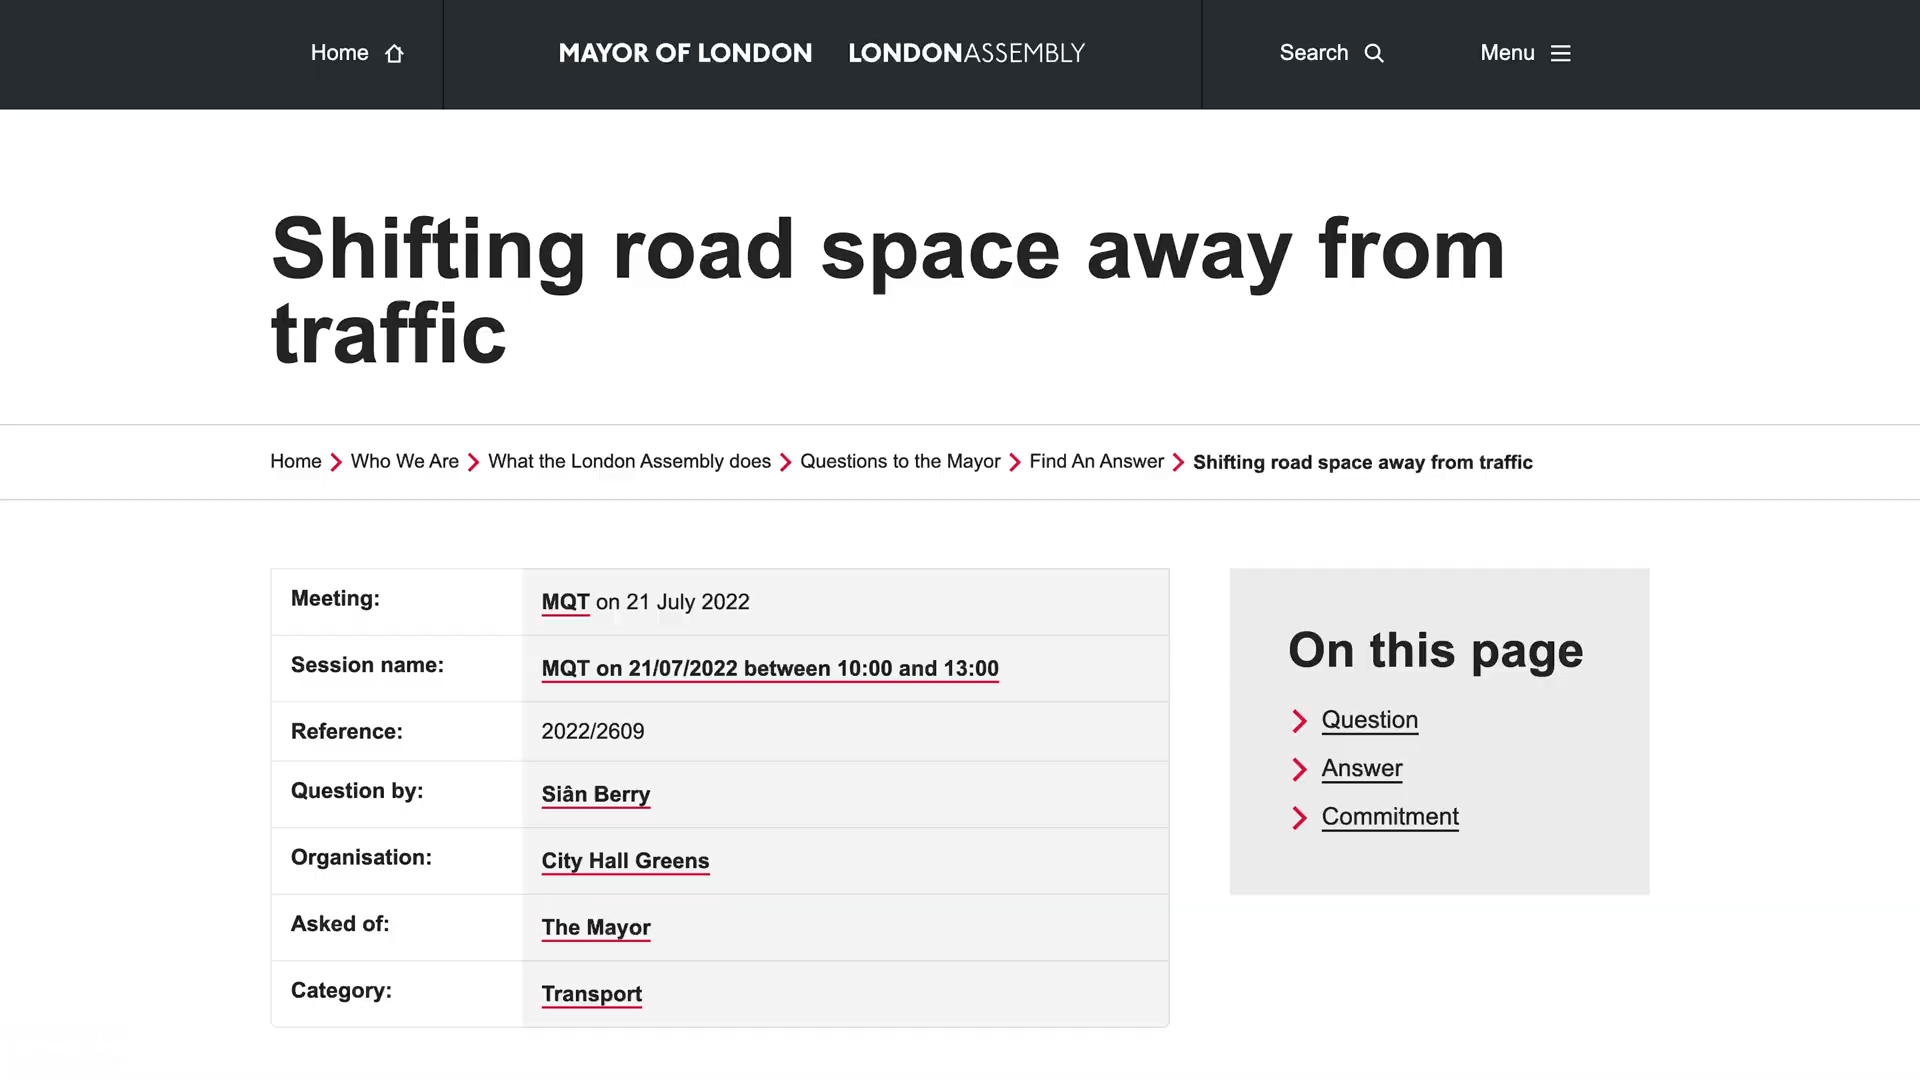 Home
MAYOR OF LONDON LONDONASSEMBLY
Search
Menu
Shifting road space away from
traffic
Home Who We Are What the London Assembly does Questions to the Mayor Find An Answer Shifting road space away from traffic
Meeting: MQT on 21 July 2022
Session name: MQT on 21/07/2022 between 10:00 and 13:00
Reference: 2022/2609
Question by: Siân Berry
Organisation: City Hall Greens
Asked of: The Mayor
Category: Transport
On this page
Question
Answer
Commitment